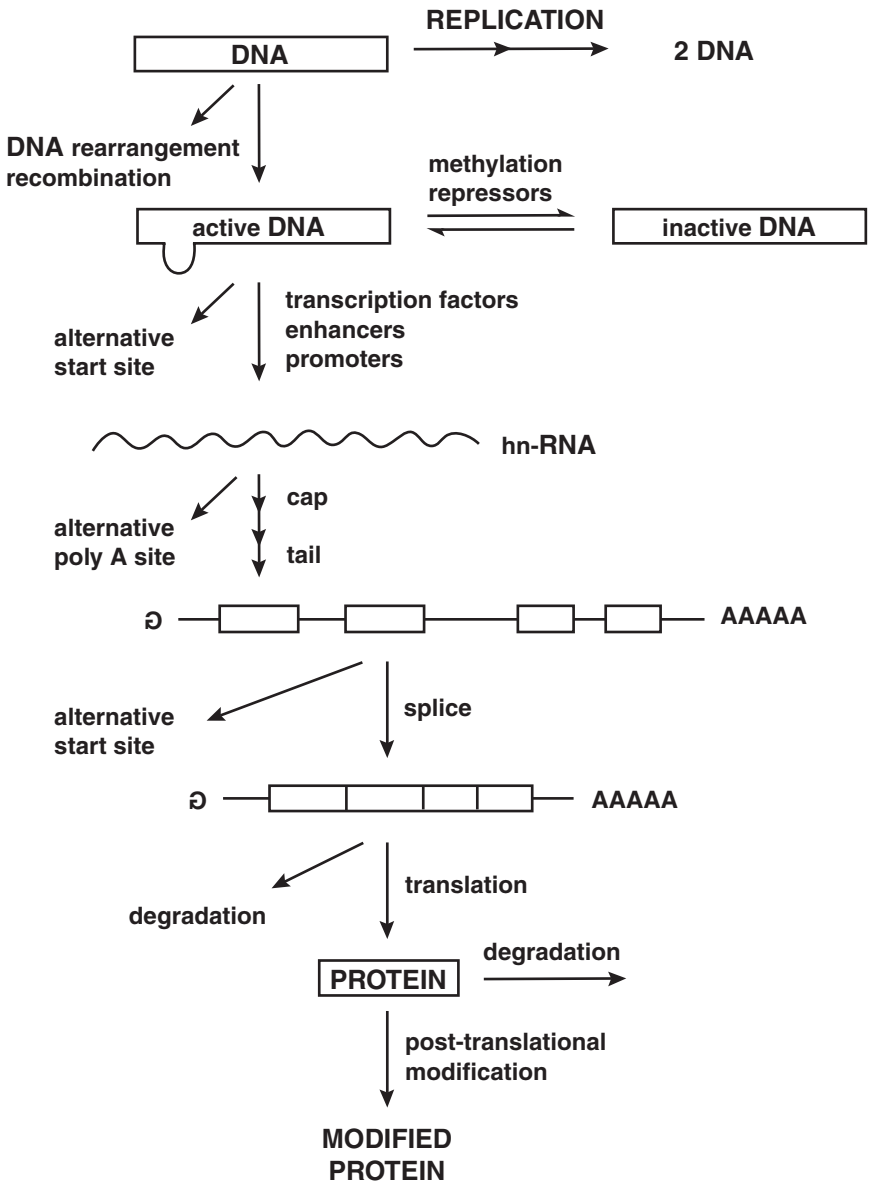 REPLICATION
DNA
2 DNA
DNA rearrangement
recombination
methylation
repressors
active DNA
inactive DNA
transcription factors
enhancers
promoters
alternative
start site
hn-RNA
cap
alternative
poly A site
tail
G
AAAAA
alternative
start site
splice
G
AAAAA
translation
degradation
degradation
PROTEIN
post-translational
modification
MODIFIED
PROTEIN